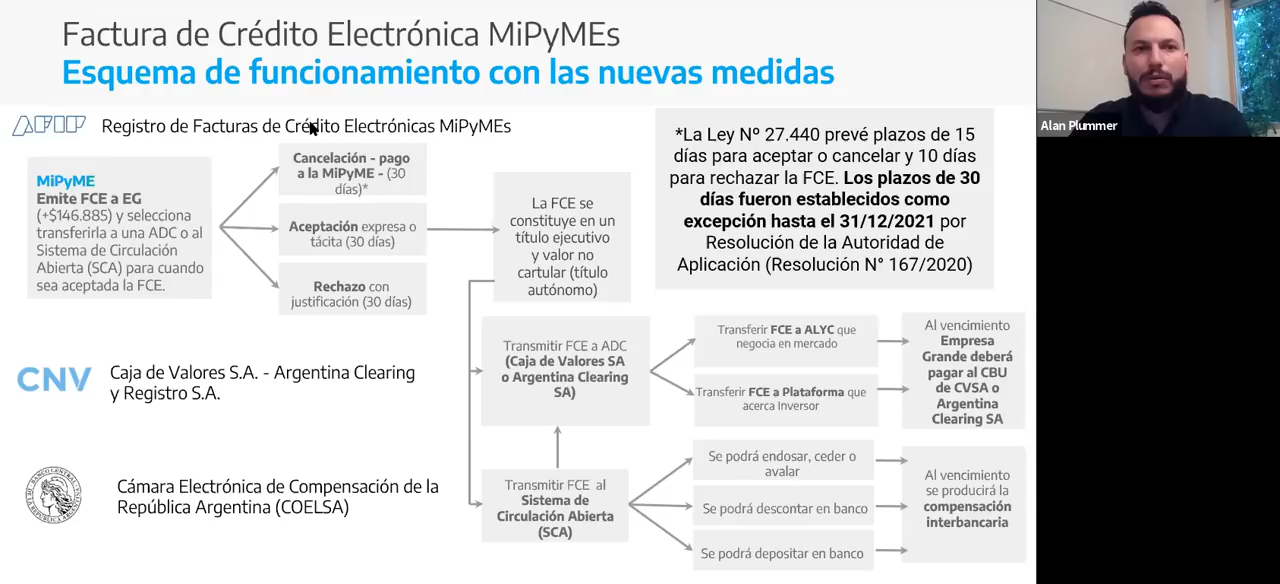 Factura de Crédito Electrónica MiPyMEs
Esquema de funcionamiento con las nuevas medidas
AFIP
Registro de Facturas de Crédito Electrónicas MiPyMEs
MiPyME
Emite FCE a EG
(+$146.885) y selecciona
transferirla a una ADC o al
Sistema de Circulación
Abierta (SCA) para cuando
sea aceptada la FCE.
Cancelación - pago
a la MiPyME - (30
días)*
Aceptación expresa o
tácita (30 días)
Rechazo con
justificación (30 días)
La FCE se
constituye en un
título ejecutivo
y valor no
cartular (título
autónomo)
*La Ley Nº 27.440 prevé plazos de 15
días para aceptar o cancelar y 10 días
para rechazar la FCE. Los plazos de 30
días fueron establecidos como
excepción hasta el 31/12/2021 por
Resolución de la Autoridad de
Aplicación (Resolución N° 167/2020)
CNV
Caja de Valores S.A. - Argentina Clearing
y Registro S.A.
Transmitir FCE a ADC
(Caja de Valores SA
o Argentina Clearing
SA)
Transferir FCE a ALYC que
negocia en mercado
Transferir FCE a Plataforma que
acerca Inversor
Al vencimiento
Empresa
Grande deberá
pagar al CBU
de CVSA o
Argentina
Clearing SA
Cámara Electrónica de Compensación de la
República Argentina (COELSA)
Transmitir FCE al
Sistema de
Circulación Abierta
(SCA)
Se podrá endosar, ceder o
avalar
Se podrá descontar en banco
Se podrá depositar en banco
Al vencimiento
se producirá la
compensación
interbancaria
Alan Plummer